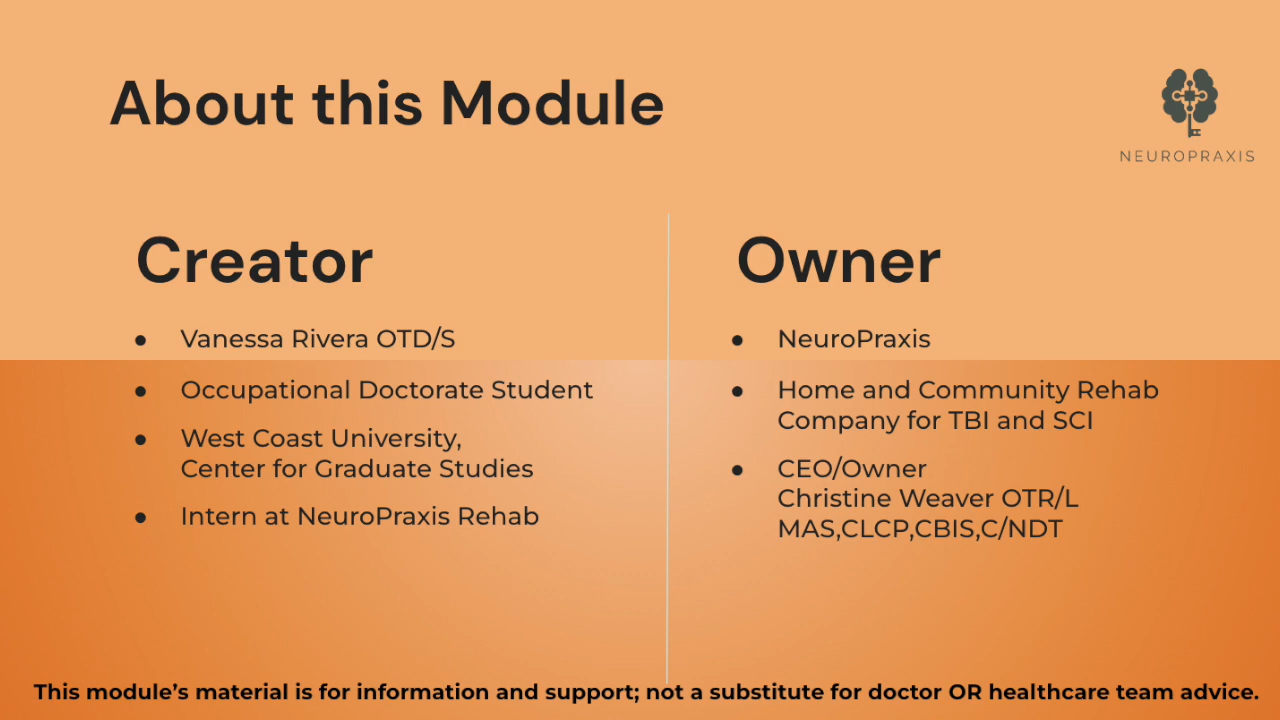 About this Module
NEUROPRAXIS
Creator
● Vanessa Rivera OTD/S
● Occupational Doctorate Student
● West Coast University,
Center for Graduate Studies
● Intern at NeuroPraxis Rehab
Owner
● NeuroPraxis
● Home and Community Rehab
Company for TBI and SCI
● CEO/Owner
Christine Weaver OTR/L
MAS,CLCP,CBIS,C/NDT
This module’s material is for information and support; not a substitute for doctor OR healthcare team advice.